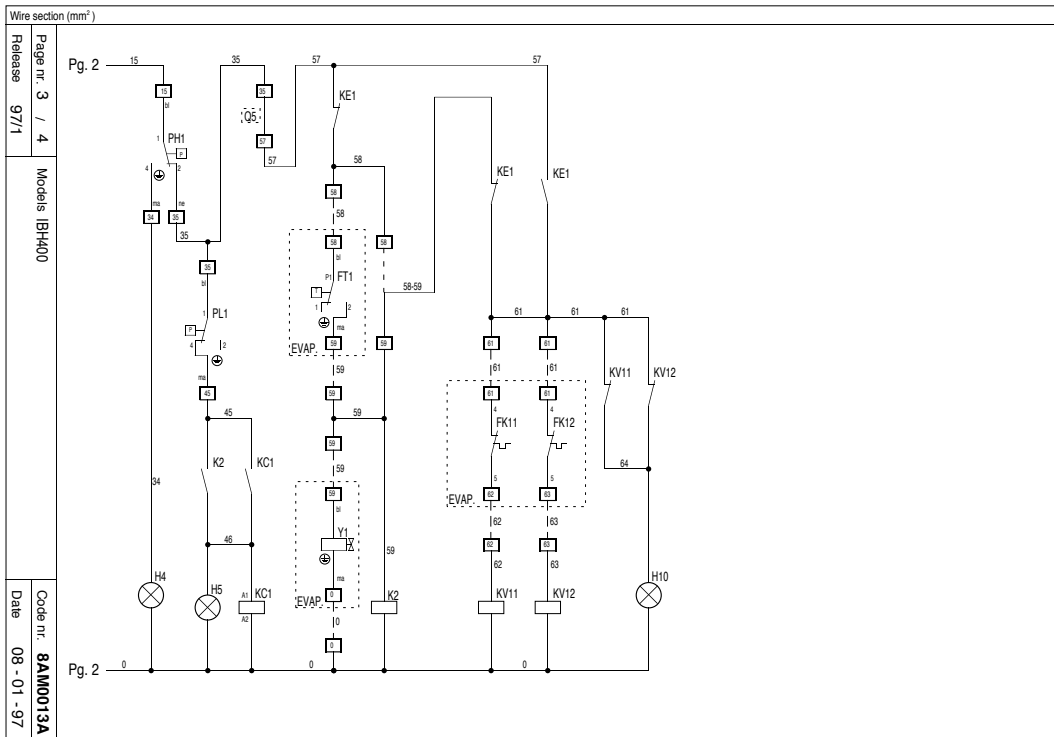 Wire section (mm²)
Page nr. 3 / 4
Release 97/1
Models IBH400
Code nr. 8AM0013A
Date 08 - 01 - 97
Pg. 2
15
35
57
57
15
bl
35
Q5
57
57
KE1
PH1
1
P
4
2
58
KE1
KE1
ma
ne
34
35
35
58
58
58
58
EVAP.
bl
P1
FT1
T
1
2
ma
59
59
58-59
35
bl
1
PL1
P
4
2
ma
45
61
61
61
61
61
61
61
61
61
KV11
KV12
59
59
59
45
4
FK11
4
FK12
5
5
EVAP.
62
63
K2
KC1
59
59
59
64
34
bl
Y1
ma
46
59
62
63
62
63
62
63
H4
H5
A1
KC1
A2
EVAP.
0
0
0
K2
KV11
KV12
H10
Pg. 2
0
0
0